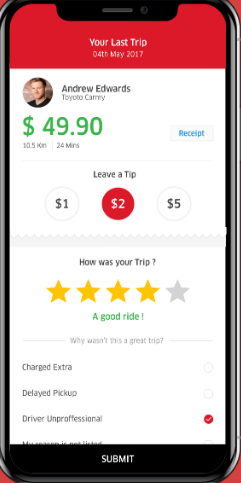 Your Last Trip
04th May 2017
Andrew Edwards
Toyoto Camry
$ 49.90
Receipt
10.5 Km | 24 Mins
Leave a Tip
$1 $2 $5
How was your Trip ?
A good ride !
Why wasn't this a great trip?
Charged Extra
Delayed Pickup
Driver Unproffessional
My reason is not listed
SUBMIT